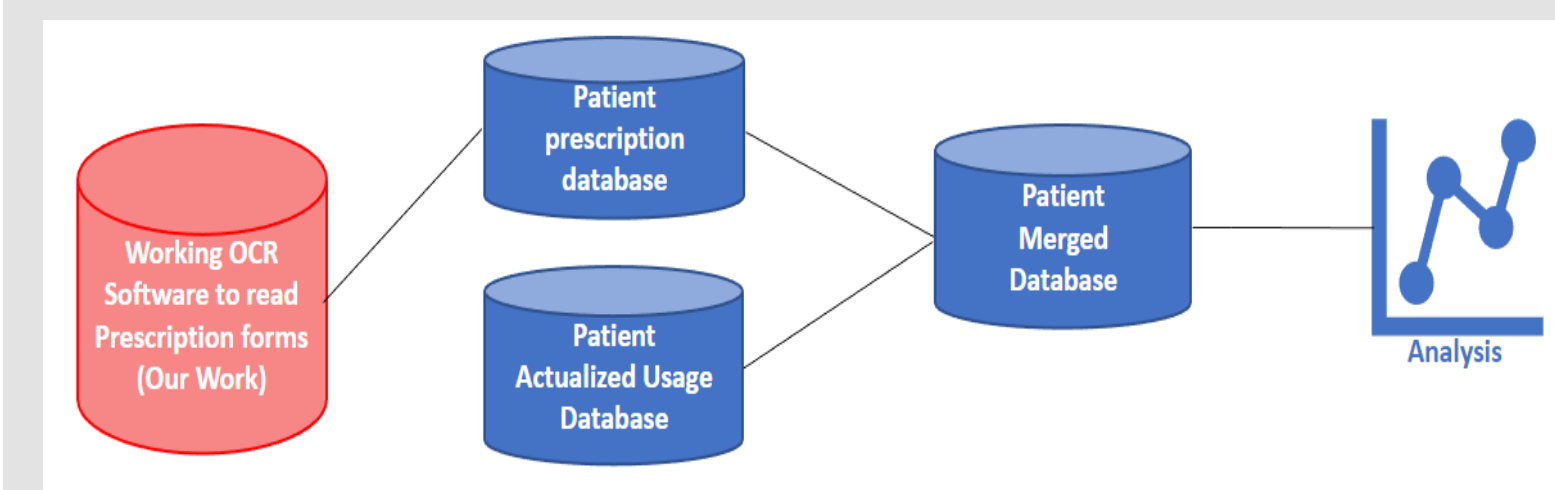 Working OCR
Software to read
Prescription forms
(Our Work)
Patient
prescription
database
Patient
Actualized Usage
Database
Patient
Merged
Database
Analysis